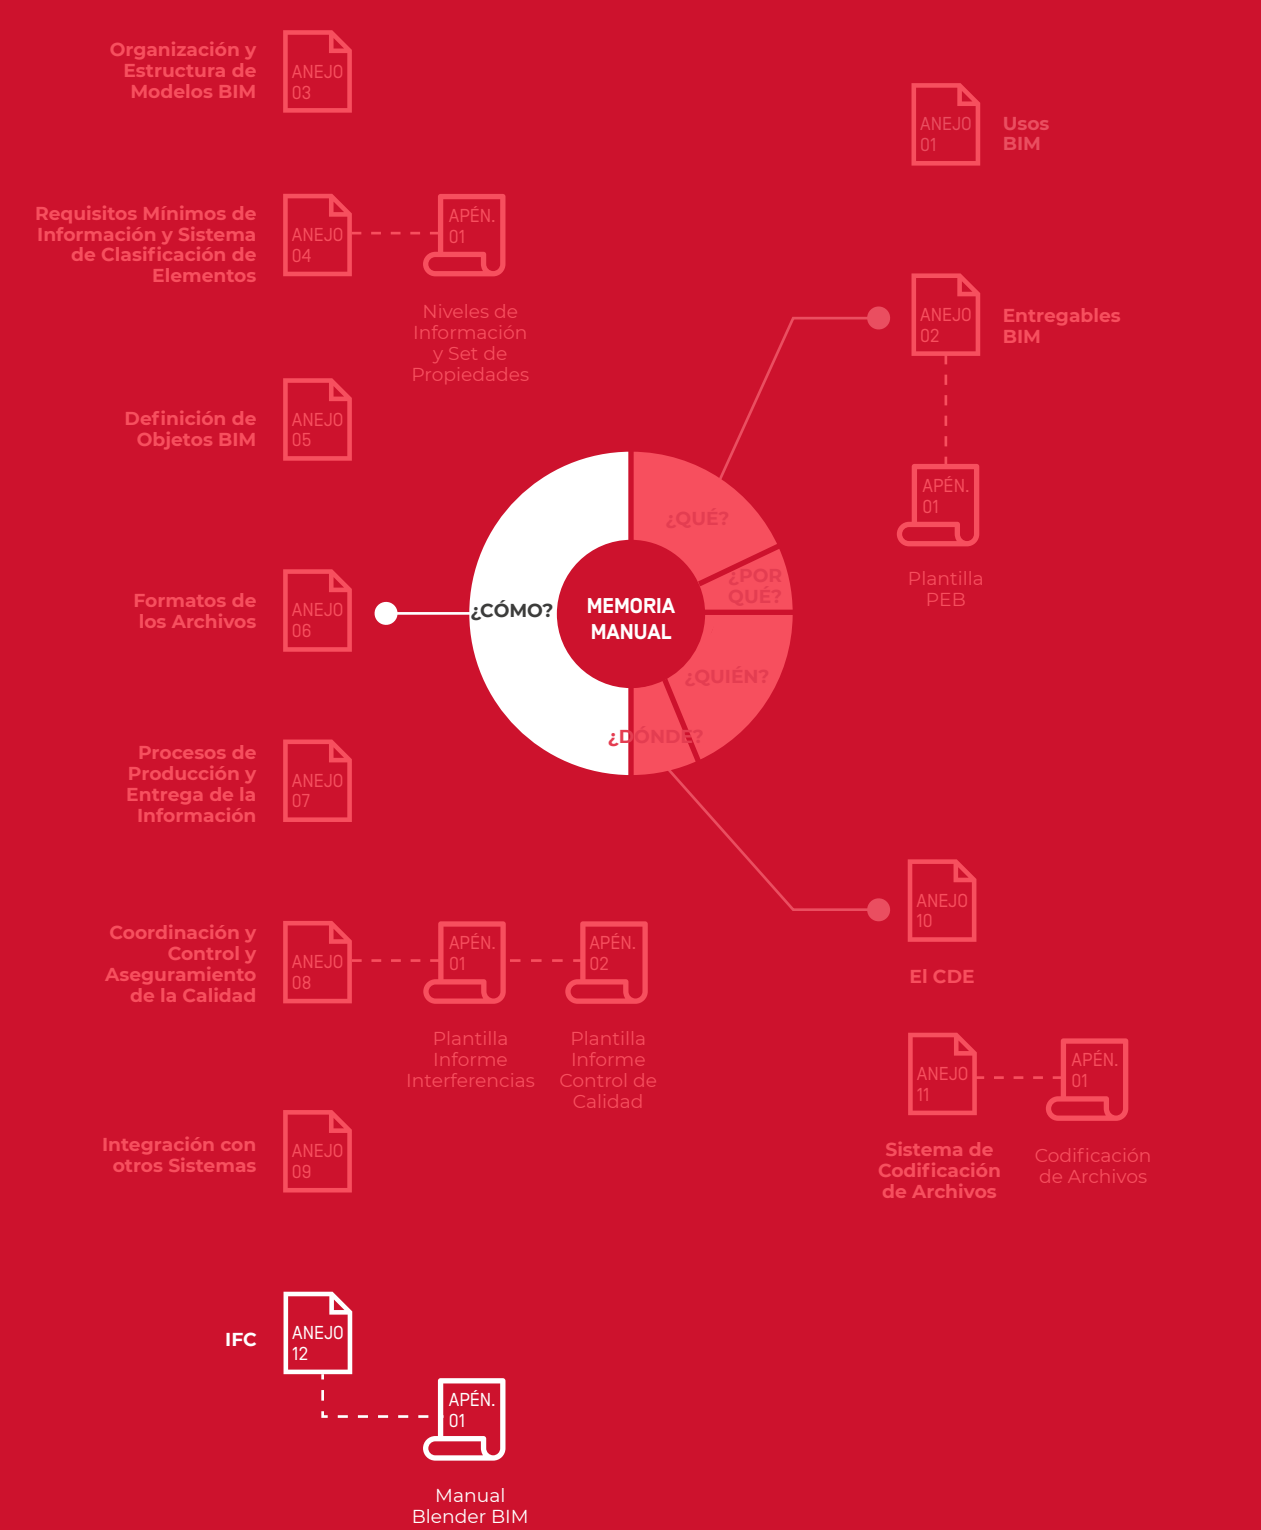 Organización y
Estructura de
Modelos BIM
ANEJO
03
ANEJO
01
Usos
BIM
Requisitos Mínimos de
Información y Sistema
de Clasificación de
Elementos
ANEJO
04
APÉN.
01
Niveles de
Información
y Set de
Propiedades
ANEJO
02
Entregables
BIM
Definición de
Objetos BIM
ANEJO
05
APÉN.
01
Plantilla
PEB
¿QUÉ?
¿POR
QUÉ?
Formatos de
los Archivos
ANEJO
06
¿CÓMO?
MEMORIA
MANUAL
¿QUIÉN?
¿DÓNDE?
Procesos de
Producción y
Entrega de la
Información
ANEJO
07
Coordinación y
Control y
Aseguramiento
de la Calidad
ANEJO
08
APÉN.
01
Plantilla
Informe
Interferencias
APÉN.
02
Plantilla
Informe
Control de
Calidad
ANEJO
10
El CDE
ANEJO
11
Sistema de
Codificación
de Archivos
APÉN.
01
Codificación
de Archivos
Integración con
otros Sistemas
ANEJO
09
IFC
ANEJO
12
APÉN.
01
Manual
Blender BIM